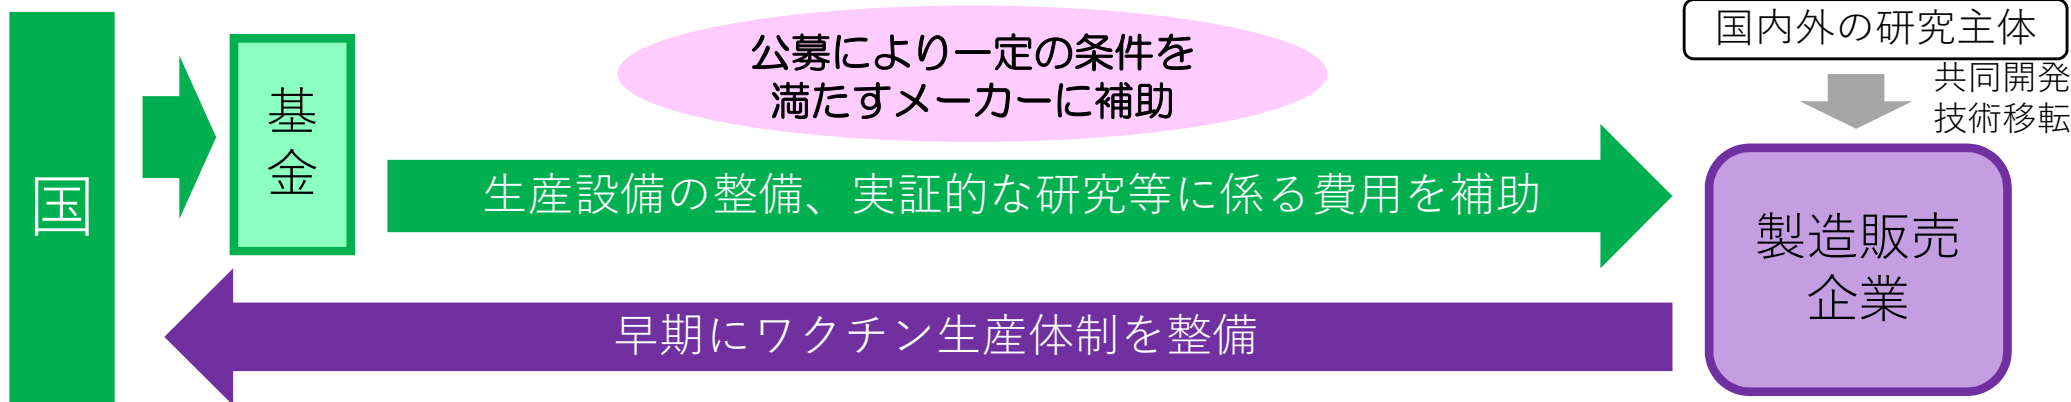 国
基
金
公募により一定の条件を
満たすメーカーに補助
生産設備の整備、実証的な研究等に係る費用を補助
早期にワクチン生産体制を整備
国内外の研究主体
共同開発
技術移転
製造販売
企業